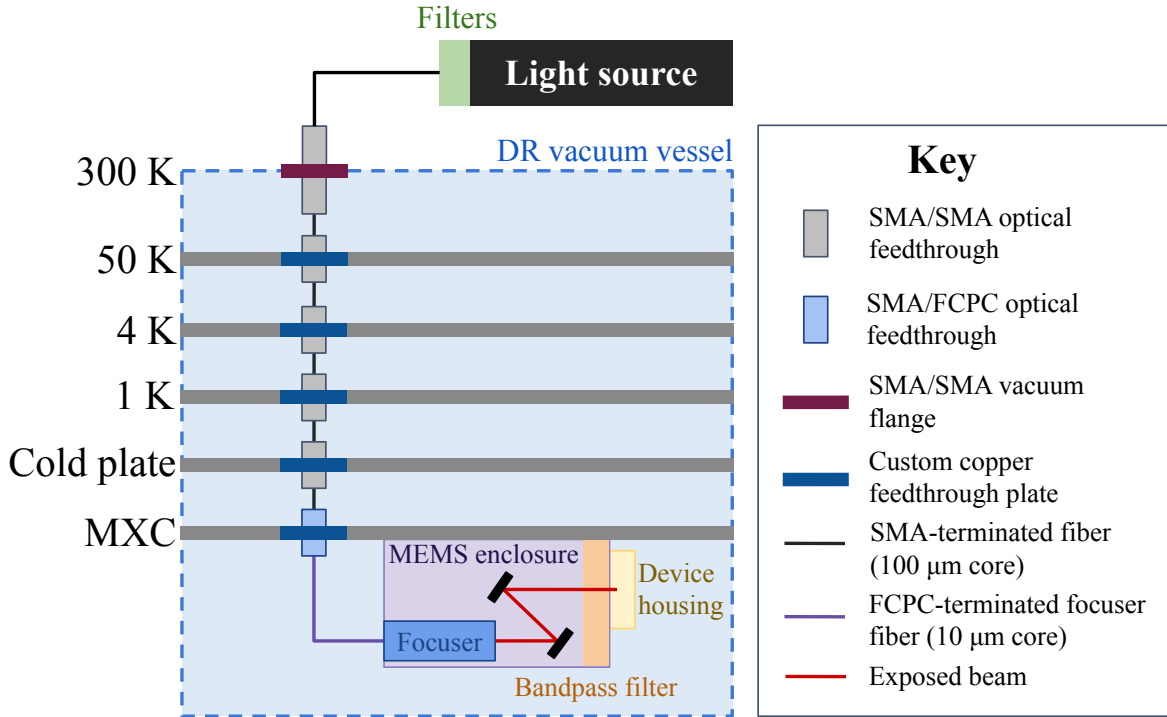 Filters
Light source
DR vacuum vessel
300 K
50 K
4 K
1 K
Cold plate
MXC
MEMS enclosure
Device
housing
Focuser
Bandpass filter
Key
SMA/SMA optical
feedthrough
SMA/FCPC optical
feedthrough
SMA/SMA vacuum
flange
Custom copper
feedthrough plate
SMA-terminated fiber
(100 μm core)
FCPC-terminated focuser
fiber (10 μm core)
Exposed beam